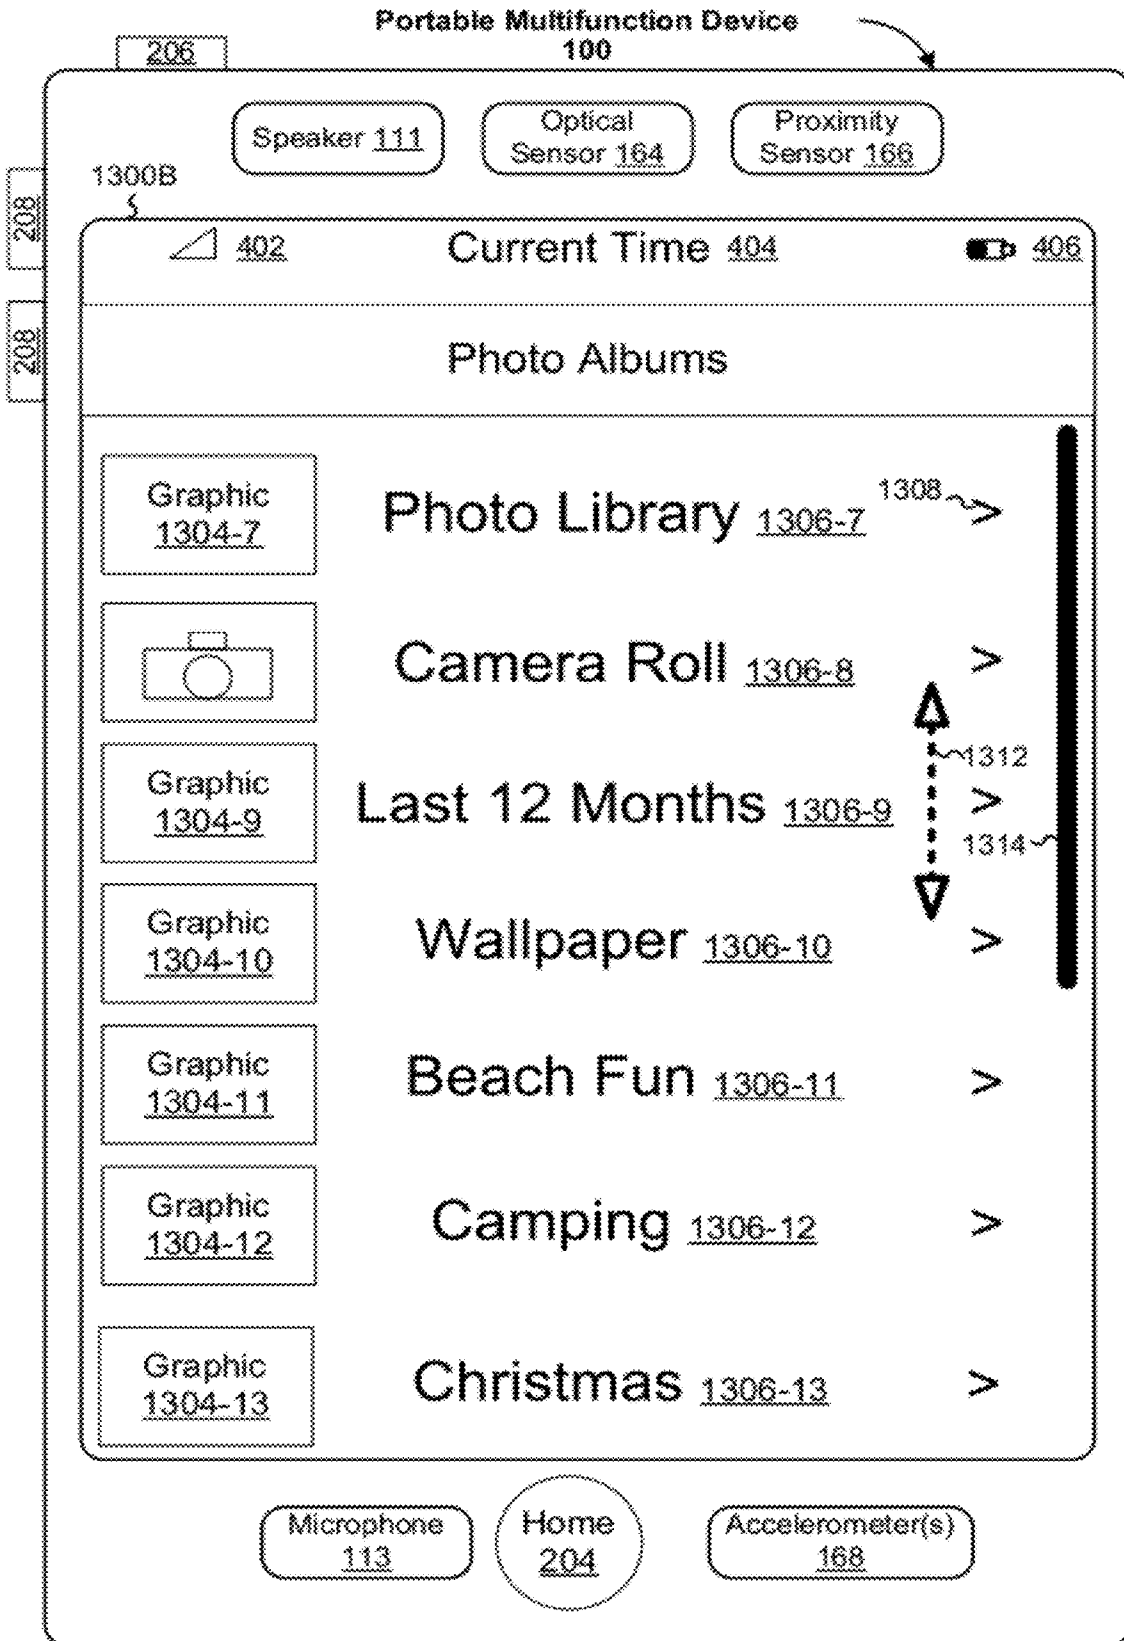 Portable Multifunction Device
100
206
Speaker 111
Optical
Sensor 164
Proximity
Sensor 166
1300B
208
208
402
Current Time 404
406
Photo Albums
Graphic
1304-7
Photo Library 1306-7
1308
>
Camera Roll 1306-8
>
1312
Graphic
1304-9
Last 12 Months 1306-9
>
1314
Graphic
1304-10
Wallpaper 1306-10
>
Graphic
1304-11
Beach Fun 1306-11
>
Graphic
1304-12
Camping 1306-12
>
Graphic
1304-13
Christmas 1306-13
>
Microphone
113
Home
204
Accelerometer(s)
168